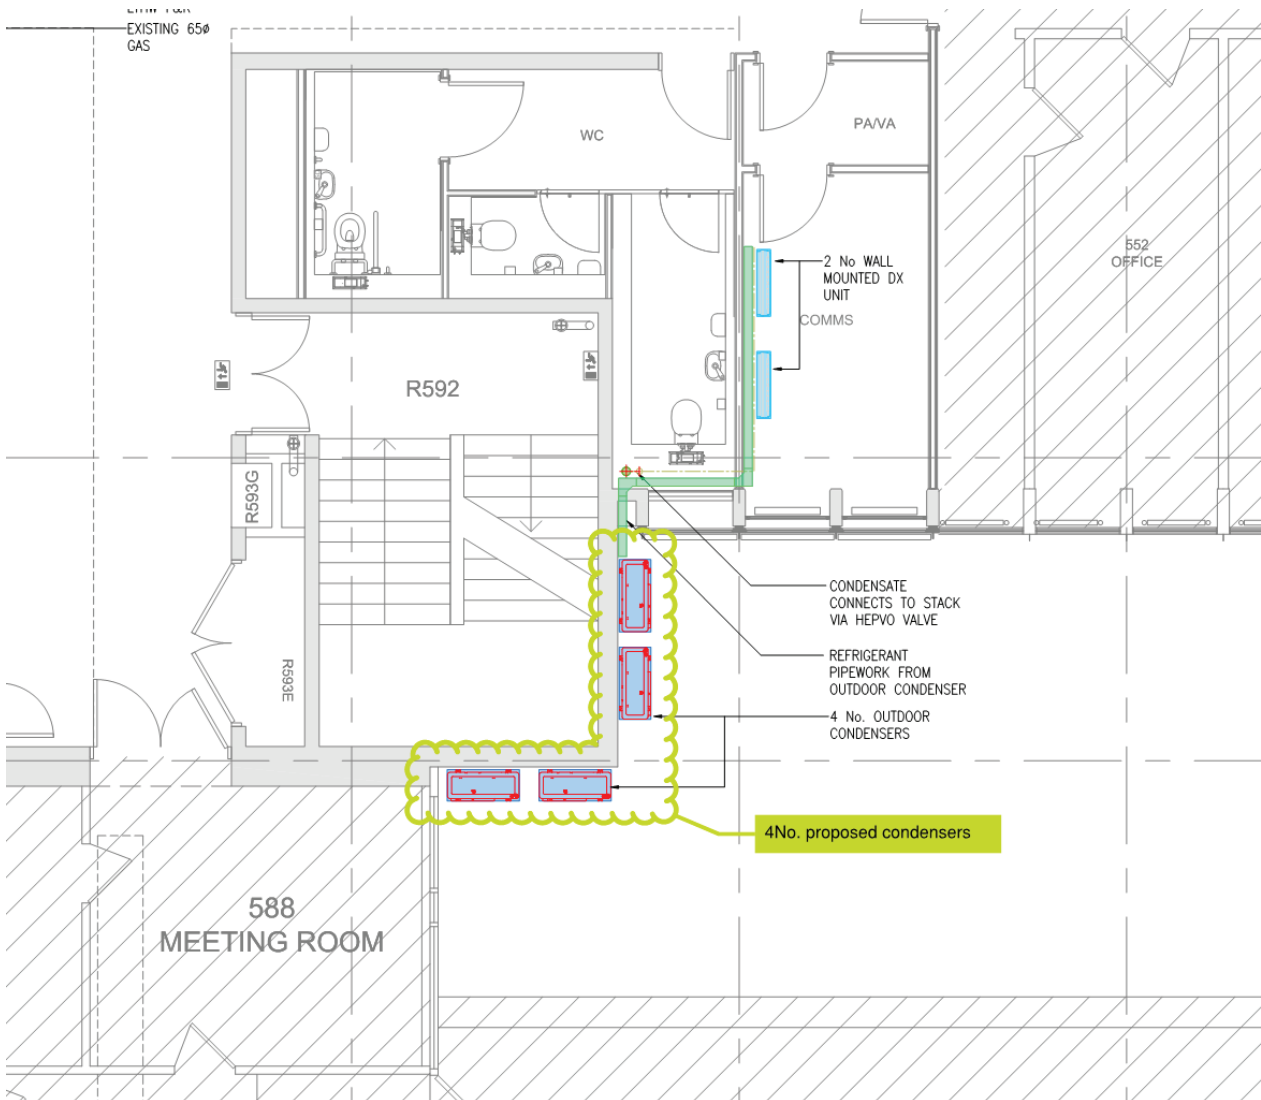 EXISTING 65ø
GAS
WC
PA/VA
552
OFFICE
2 No WALL
MOUNTED DX
UNIT
COMMS
R592
R593G
R593E
CONDENSATE
CONNECTS TO STACK
VIA HEPVO VALVE
REFRIGERANT
PIPEWORK FROM
OUTDOOR CONDENSER
4 No. OUTDOOR
CONDENSERS
4No. proposed condensers
588
MEETING ROOM